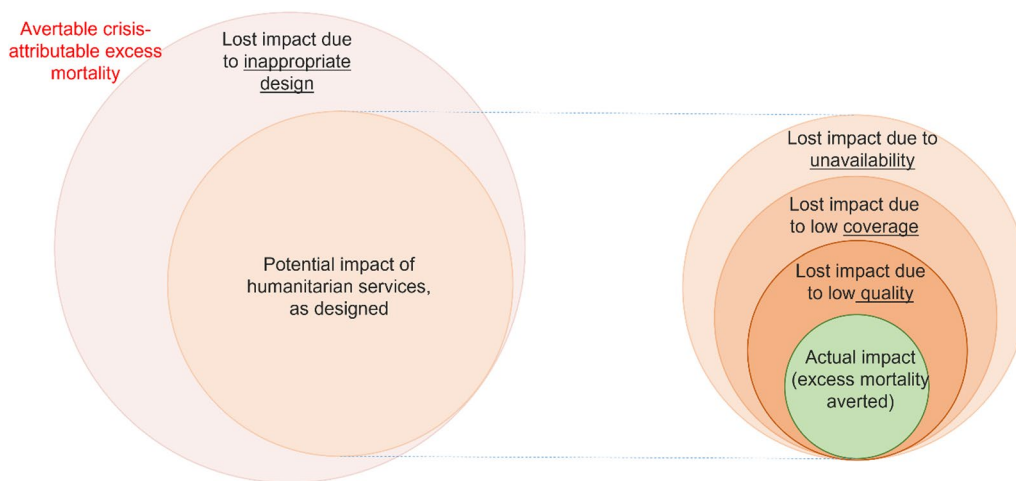 Avertable crisis-
attributable excess
mortality
Lost impact due
to inappropriate
design
Potential impact of
humanitarian services,
as designed
Lost impact due to
unavailability
Lost impact due
to low coverage
Lost impact due
to low quality
Actual impact
(excess mortality
averted)